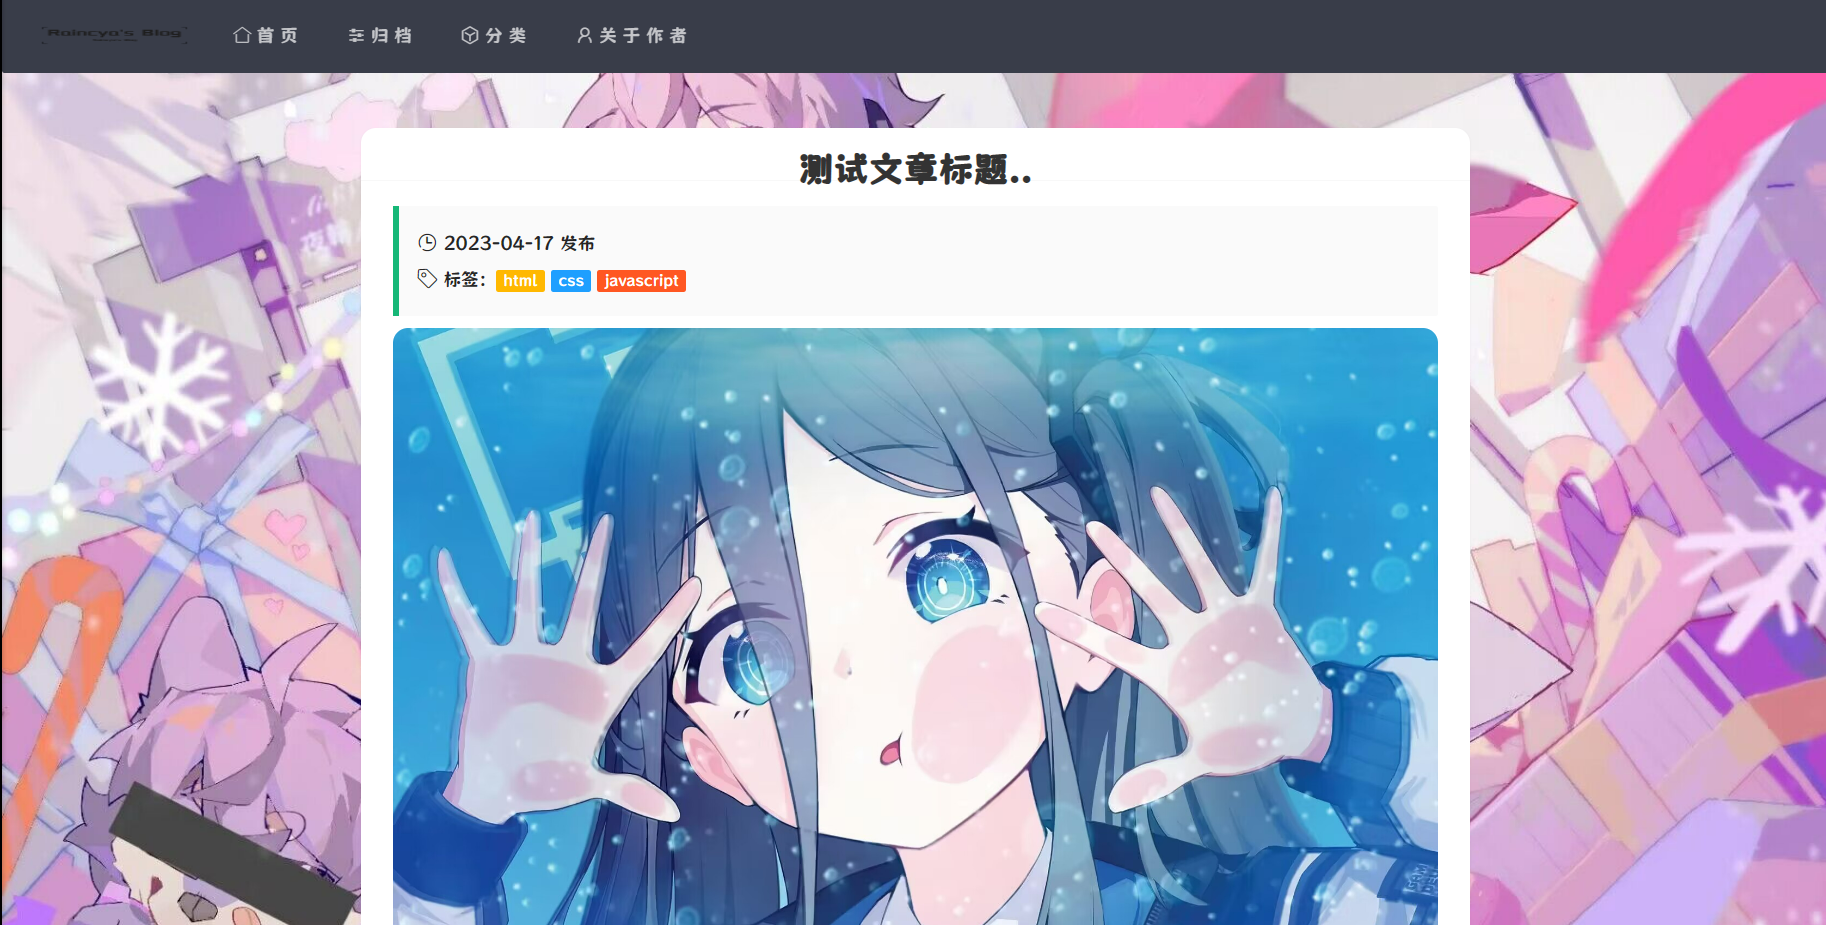 Raincya's Blog
首页 归档 分类 关于作者
测试文章标题..
2023-04-17 发布
标签： html css javascript